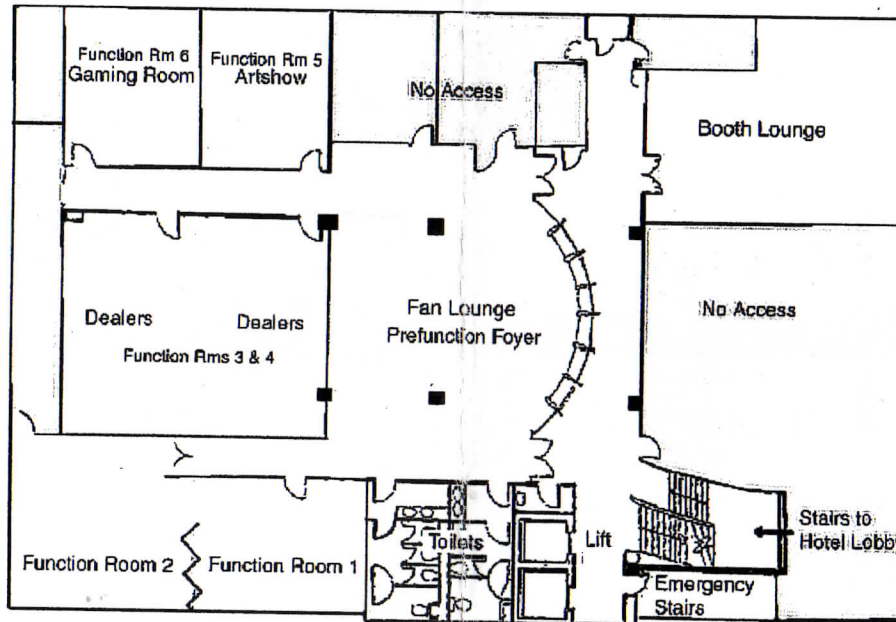 Function Rm 6
Gaming Room
Function Rm 5
Artshow
No Access
Booth Lounge
Dealers
Dealers
Function Rms 3 & 4
Fan Lounge
Prefunction Foyer
No Access
Function Room 2
Function Room 1
Toilets
Lift
Stairs to
Hotel Lobby
Emergency
Stairs